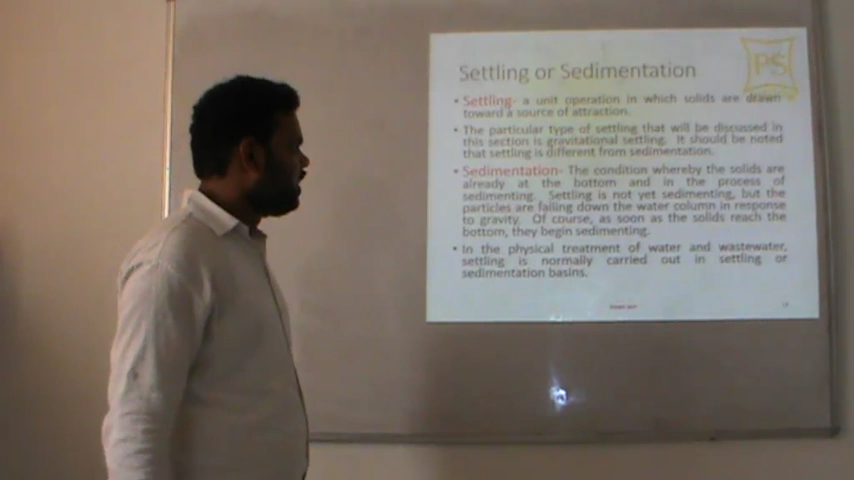 Settling or Sedimentation
PS
• Settling- a unit operation in which solids are drawn
toward a source of attraction.
• The particular type of settling that will be discussed in
this section is gravitational settling. It should be noted
that settling is different from sedimentation.
• Sedimentation- The condition whereby the solids are
already at the bottom and in the process of
sedimenting. Settling is not yet sedimenting, but the
particles are falling down the water column in response
to gravity. Of course, as soon as the solids reach the
bottom, they begin sedimenting.
• In the physical treatment of water and wastewater,
settling is normally carried out in settling or
sedimentation basins.